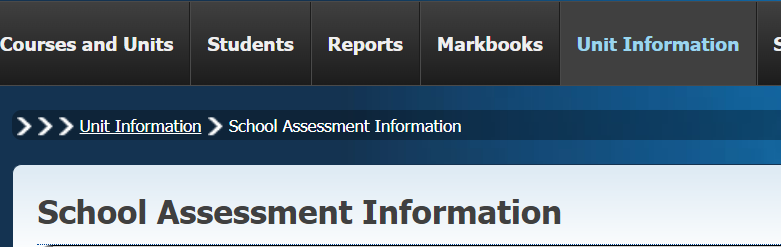 Courses and Units Students Reports Markbooks Unit Information S
Unit Information School Assessment Information
School Assessment Information